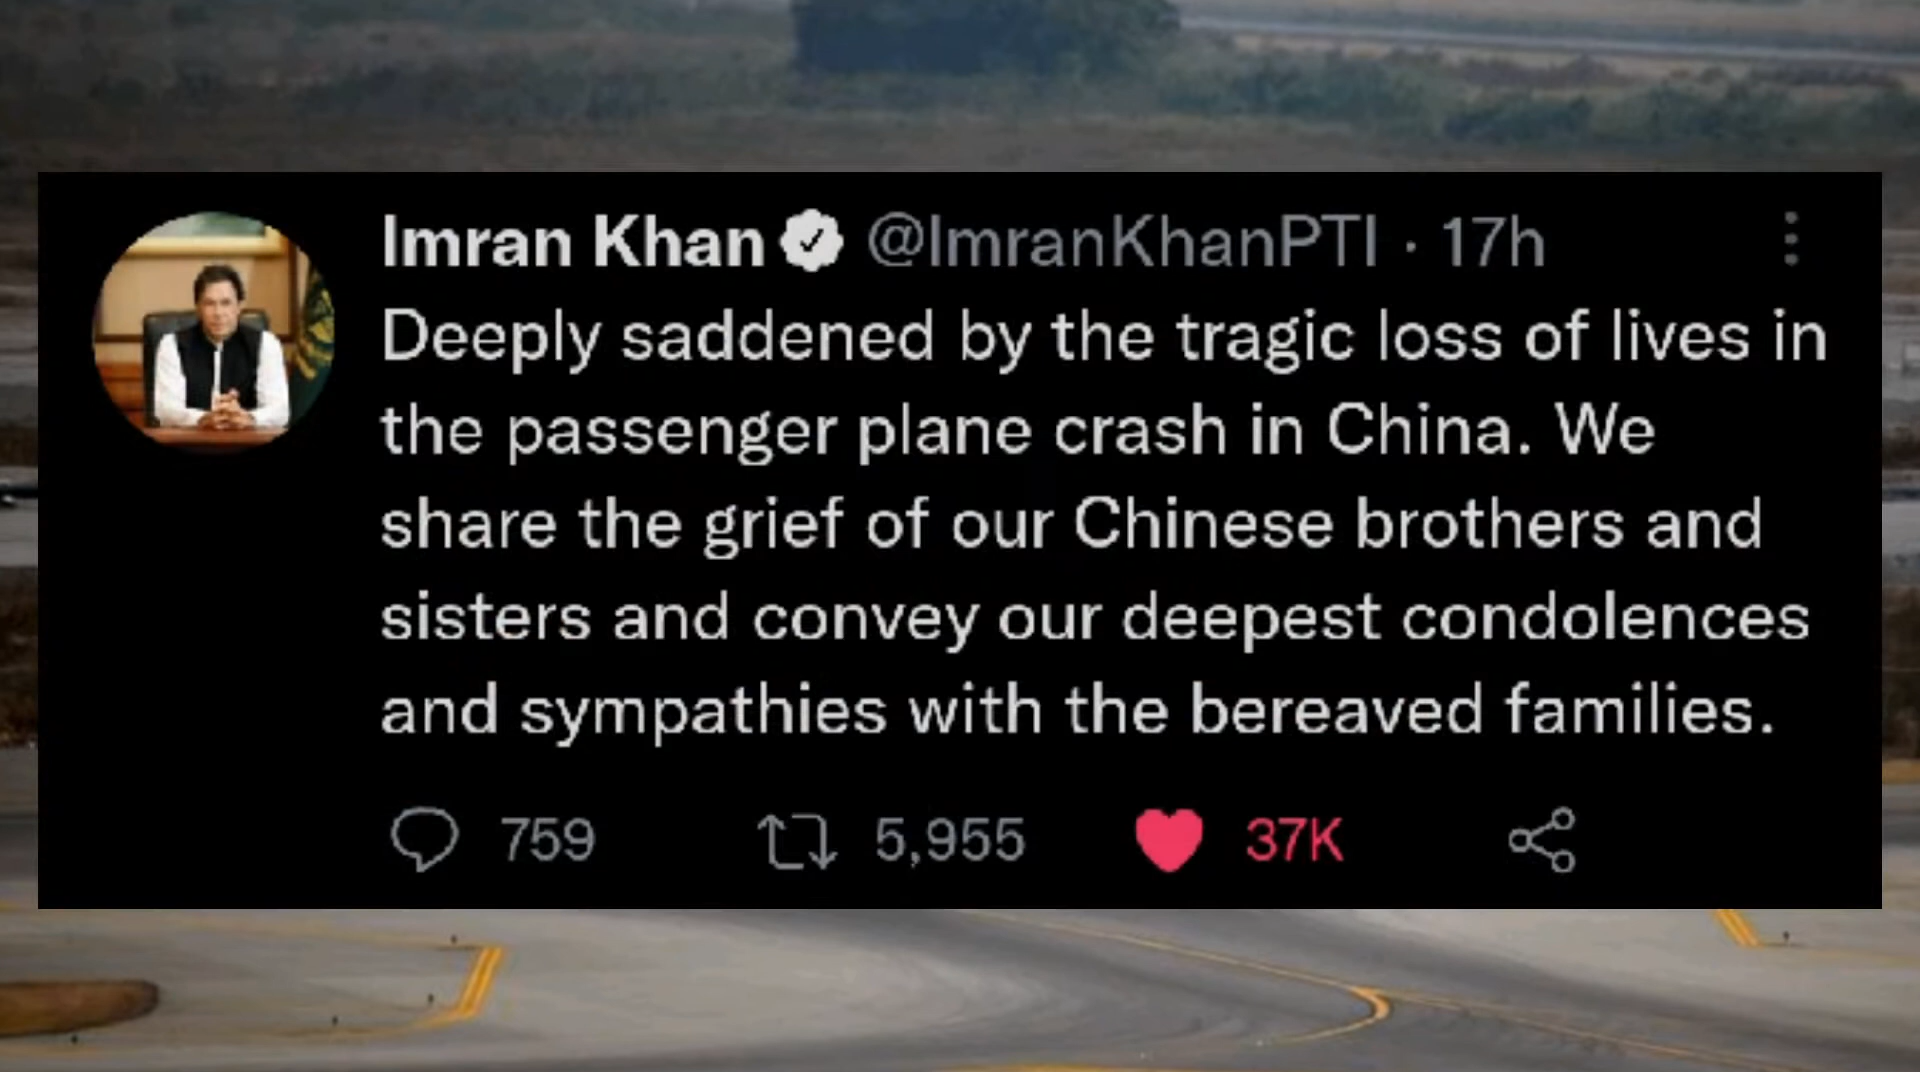 Imran Khan @ImranKhanPTI · 17h
Deeply saddened by the tragic loss of lives in
the passenger plane crash in China. We
share the grief of our Chinese brothers and
sisters and convey our deepest condolences
and sympathies with the bereaved families.
759 5,955 37K